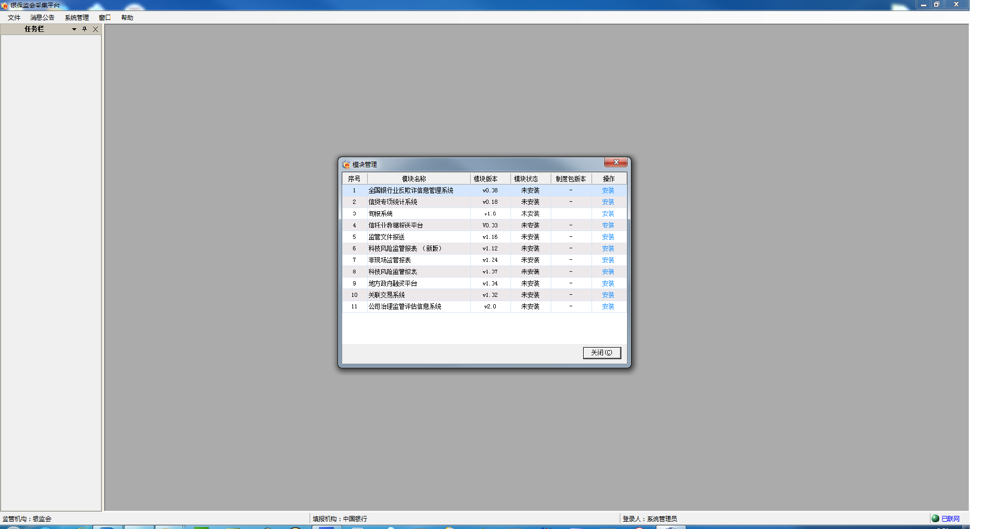 银保监会采集平台
文件 消息公告 系统管理 窗口 帮助
任务栏
模块管理
序号 模块名称 模块版本 模块状态 制度包版本 操作
1 全国银行业反欺诈信息管理系统 v0.08 未安装 - 安装
2 信贷专项统计系统 v0.18 未安装 - 安装
3 旬报系统 v1.6 未安装 安装
4 信托业数据报送平台 V0.03 未安装 - 安装
5 监管文件报送 v1.16 未安装 - 安装
6 科技风险监管报表 （新版） v1.12 未安装 - 安装
7 非现场监管报表 v1.24 未安装 - 安装
8 科技风险监管报表 v1.07 未安装 - 安装
9 地方政府融资平台 v1.04 未安装 - 安装
10 关联交易系统 v1.02 未安装 - 安装
11 公司治理监管评估信息系统 v2.0 未安装 - 安装
关闭(C)
监管机构：银监会 填报机构：中国银行 登录人：系统管理员 已联网